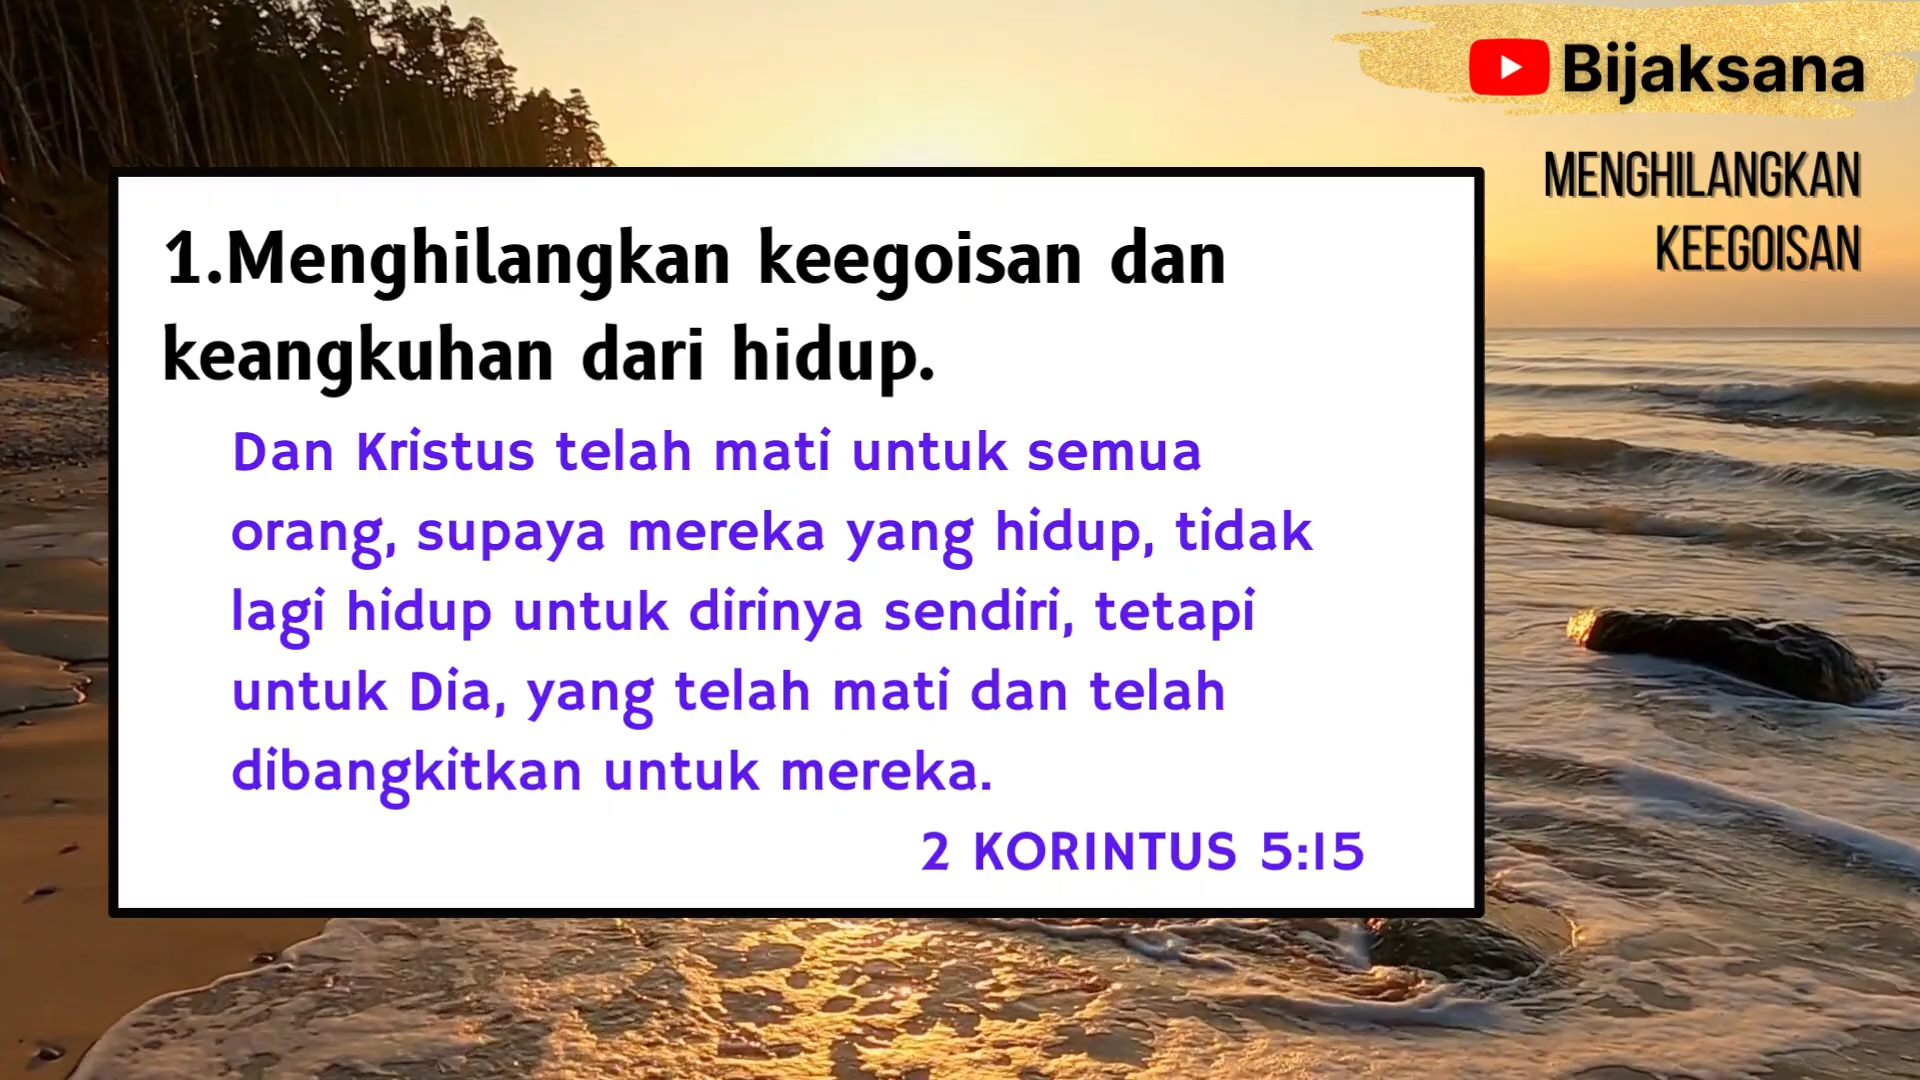 Bijaksana
MENGHILANGKAN
KEEGOISAN
1.Menghilangkan keegoisan dan
keangkuhan dari hidup.
Dan Kristus telah mati untuk semua
orang, supaya mereka yang hidup, tidak
lagi hidup untuk dirinya sendiri, tetapi
untuk Dia, yang telah mati dan telah
dibangkitkan untuk mereka.
2 KORINTUS 5:15